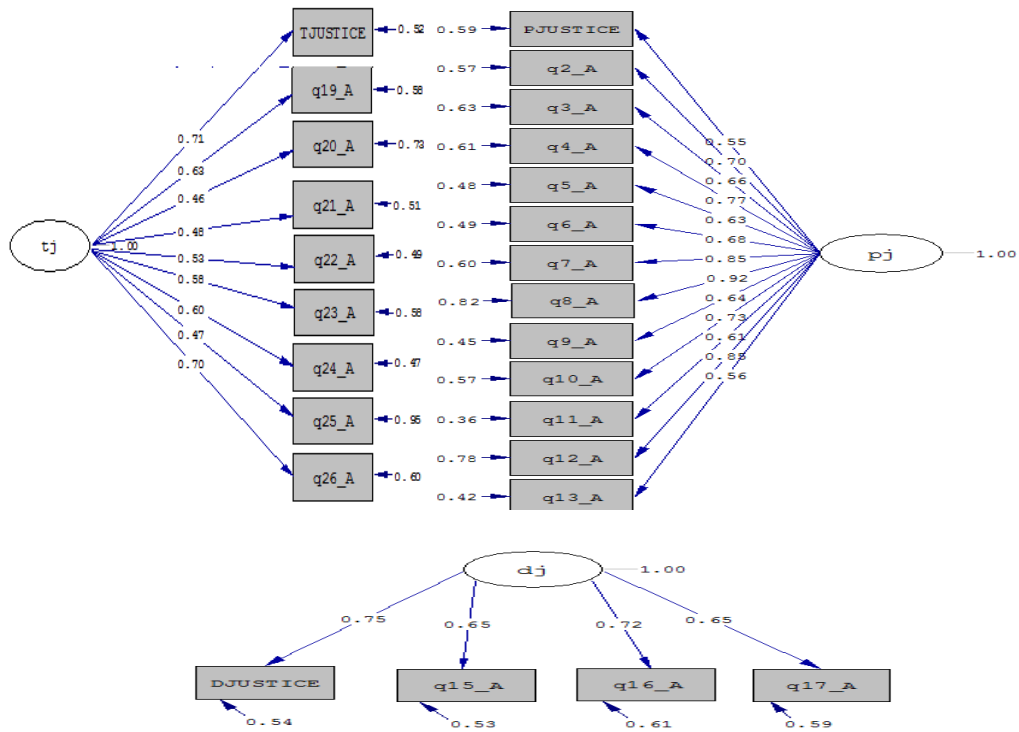 TJUSTICE 0.52 0.59 PJUSTICE
q19_A 0.58 0.57 q2_A
0.63 q3_A
q20_A 0.73 0.61 q4_A
0.71 0.55
0.63 0.70
0.46 0.66
q21_A 0.51 0.48 q5_A 0.77
0.48 0.49 q6_A 0.63
tj 1.00 0.68 pj 1.00
0.53 q22_A 0.49 0.60 q7_A 0.85
0.58 0.92
0.60 q23_A 0.58 0.82 q8_A 0.64
0.47 0.45 q9_A 0.73
0.70 0.61
q24_A 0.47 0.57 q10_A 0.85
0.56
q25_A 0.95 0.36 q11_A
0.78 q12_A
q26_A 0.60 0.42 q13_A
dj 1.00
0.75 0.65 0.72 0.65
DJUSTICE q15_A q16_A q17_A
0.54 0.53 0.61 0.59